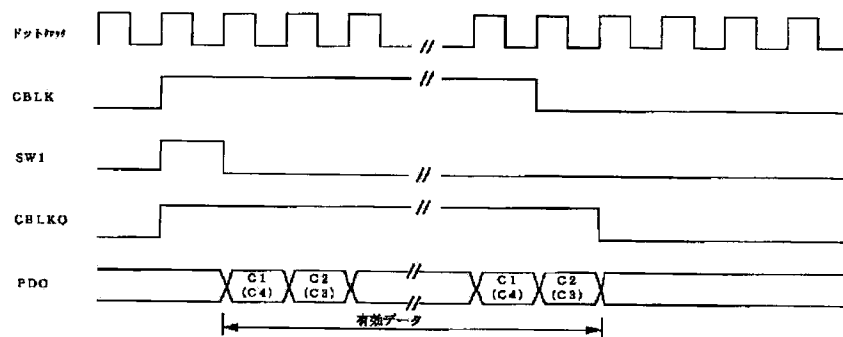 ドットクロック
//
CBLK
//
SW1
//
CBLKO
//
PDO
C1
(C4)
C2
(C3)
//
//
C1
(C4)
C2
(C3)
有効データ